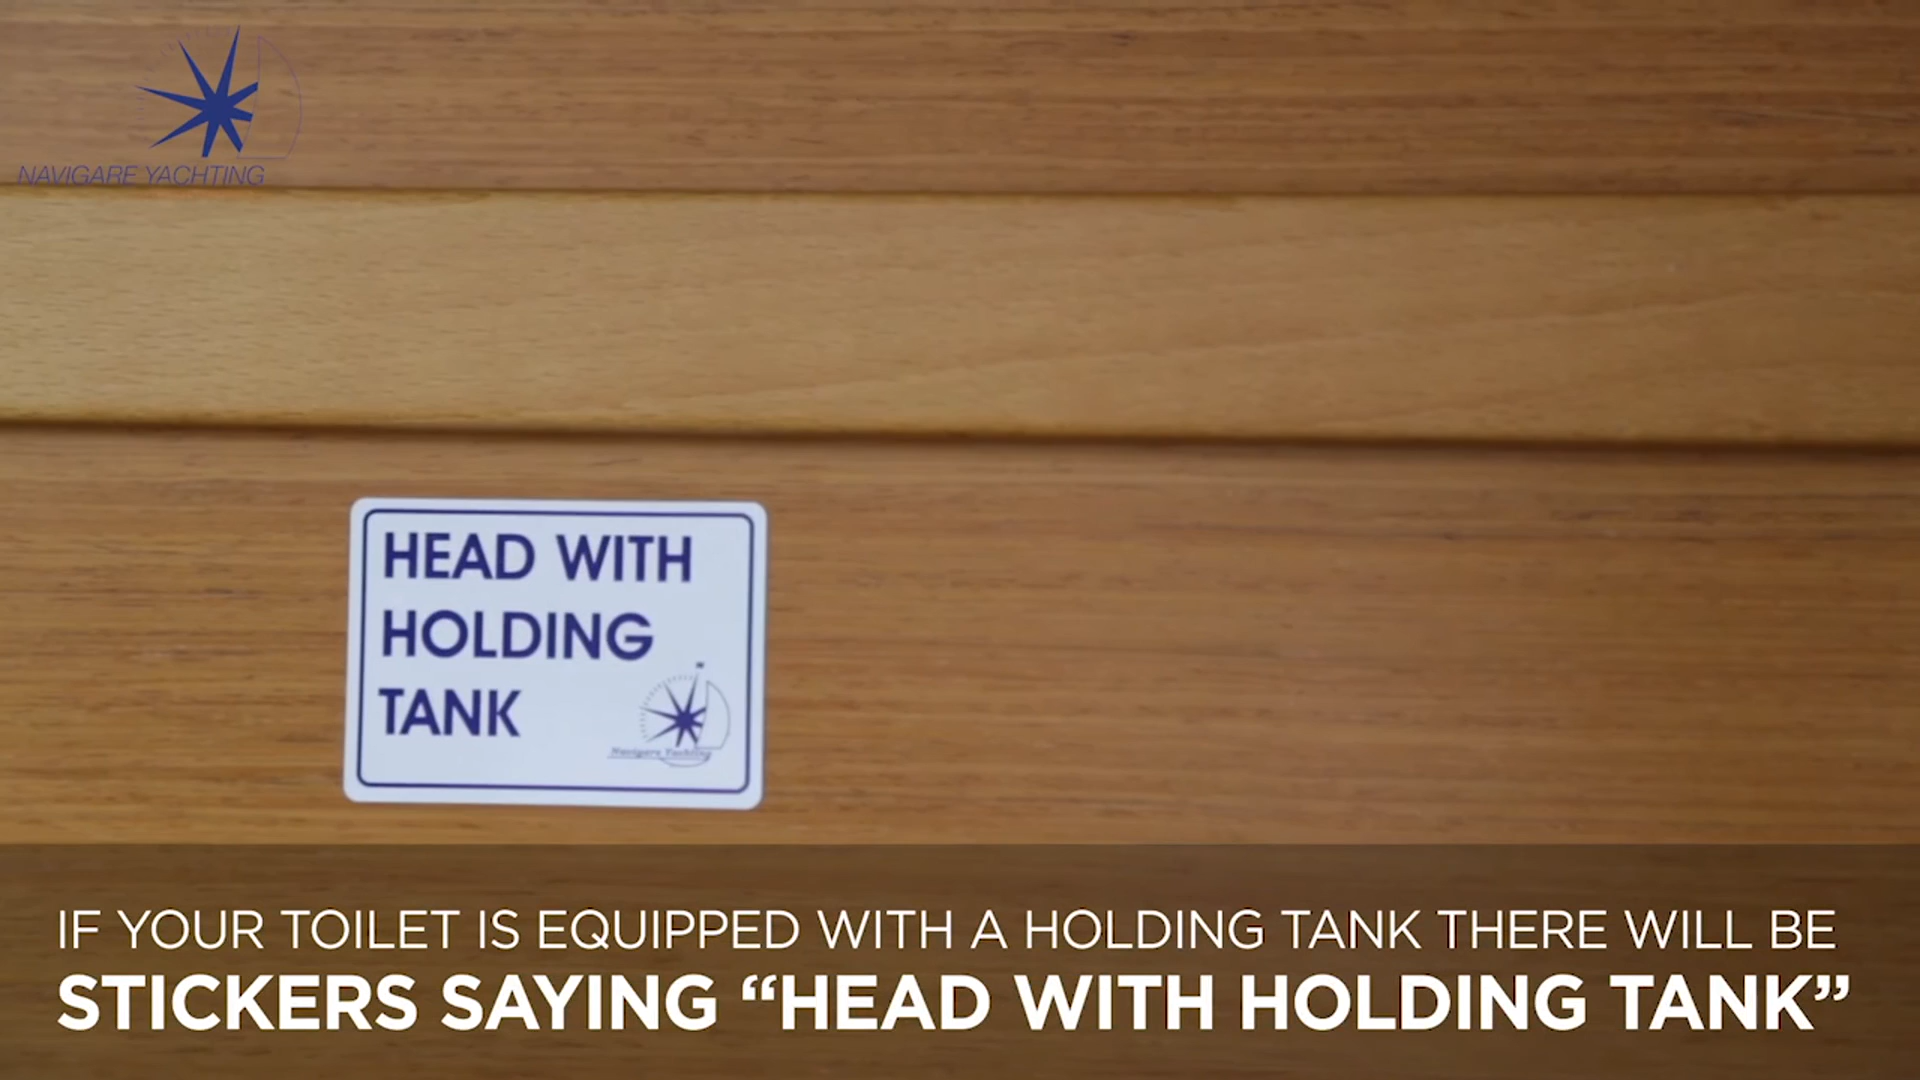 NAVIGARE YACHTING
HEAD WITH
HOLDING
TANK
Navigare Yachting
IF YOUR TOILET IS EQUIPPED WITH A HOLDING TANK THERE WILL BE
STICKERS SAYING “HEAD WITH HOLDING TANK”